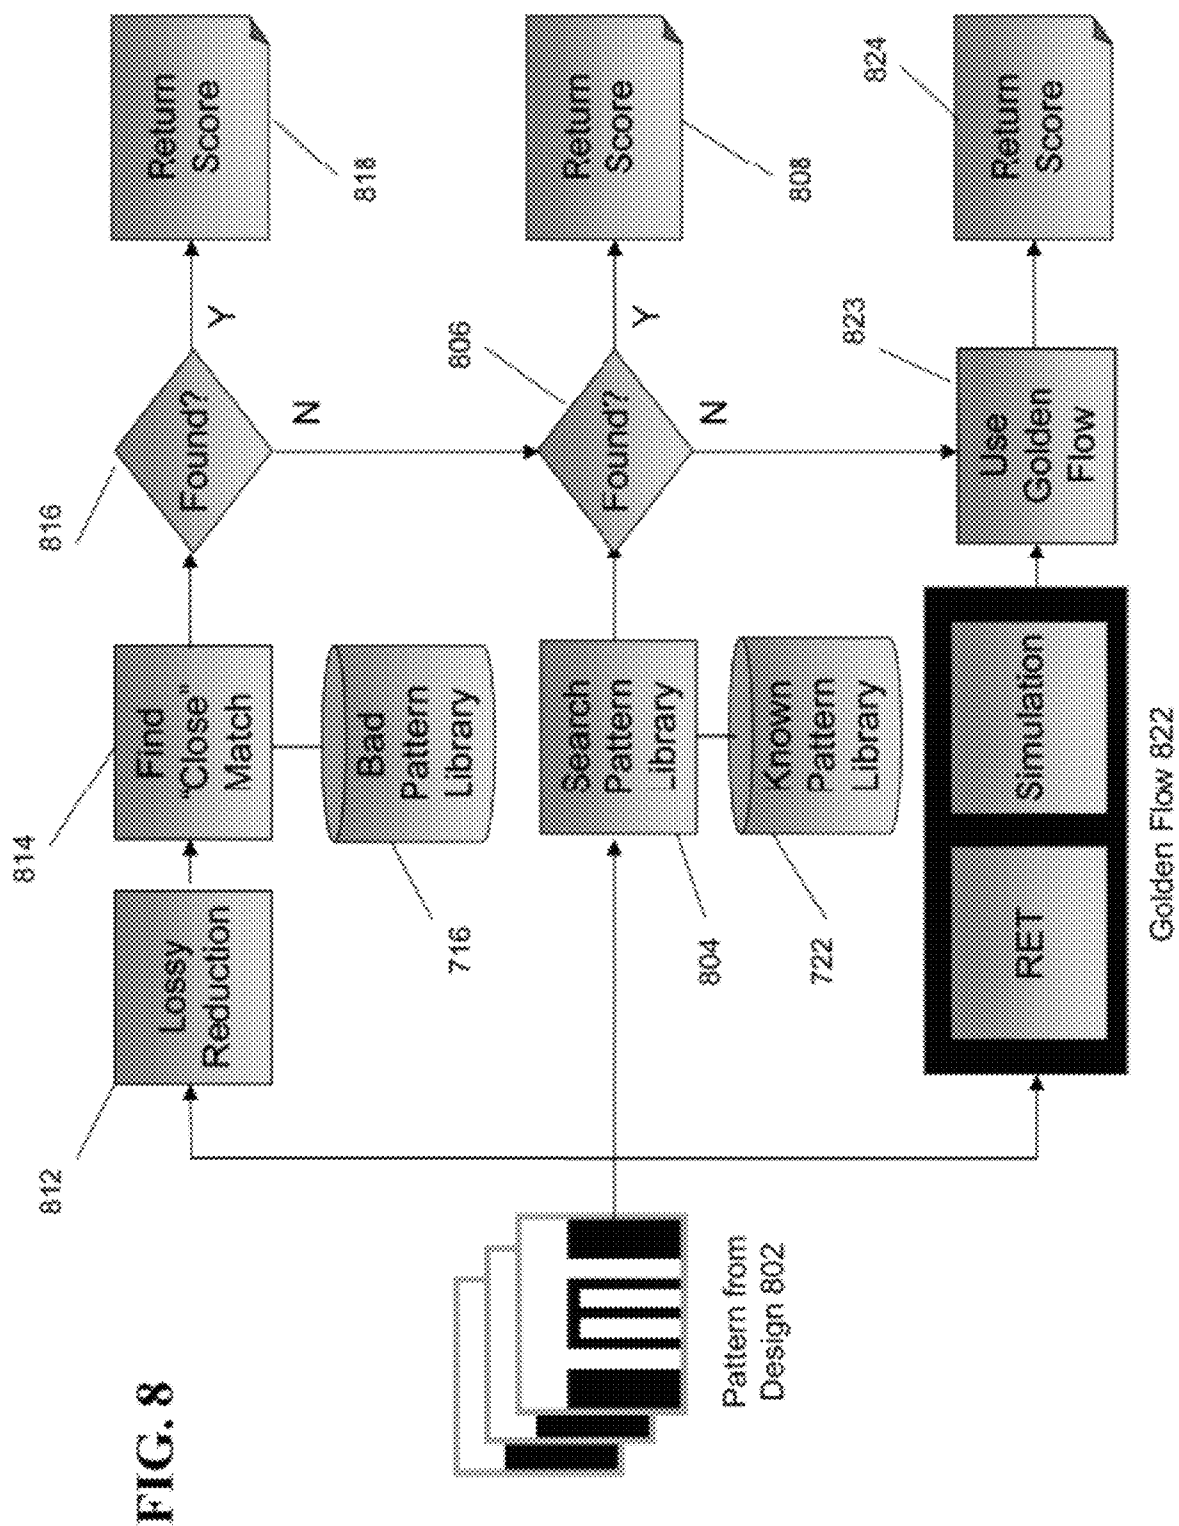 FIG. 8
812
Lossy
Reduction
814
Find
"Close"
Match
816
Found?
Y
Return
Score
818
N
Bad
Pattern
Library
716
806
Search
Pattern
Library
804
Found?
Y
Return
Score
808
N
Known
Pattern
Library
722
Pattern from
Design 802
RET
Simulation
Golden Flow 822
823
Use
Golden
Flow
824
Return
Score